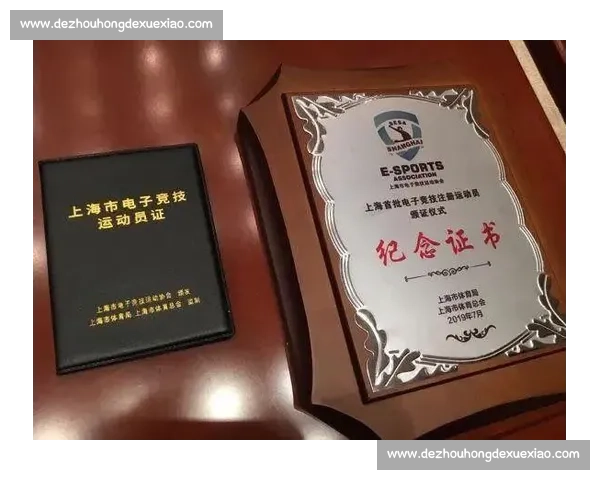 www.dezhouhongdexuexiao.com
上海市电子竞技
运动员证
上海市电子竞技运动协会 颁发
上海市体育局 上海市体育总会 监制
SESA
SHANGHAI
E-SPORTS
ASSOCIATION
上海市电子竞技运动协会
上海首批电子竞技注册运动员
颁证仪式
纪念证书
上海市体育局
上海市体育总会
2019年7月
www.dezhouhongdexuexiao.com